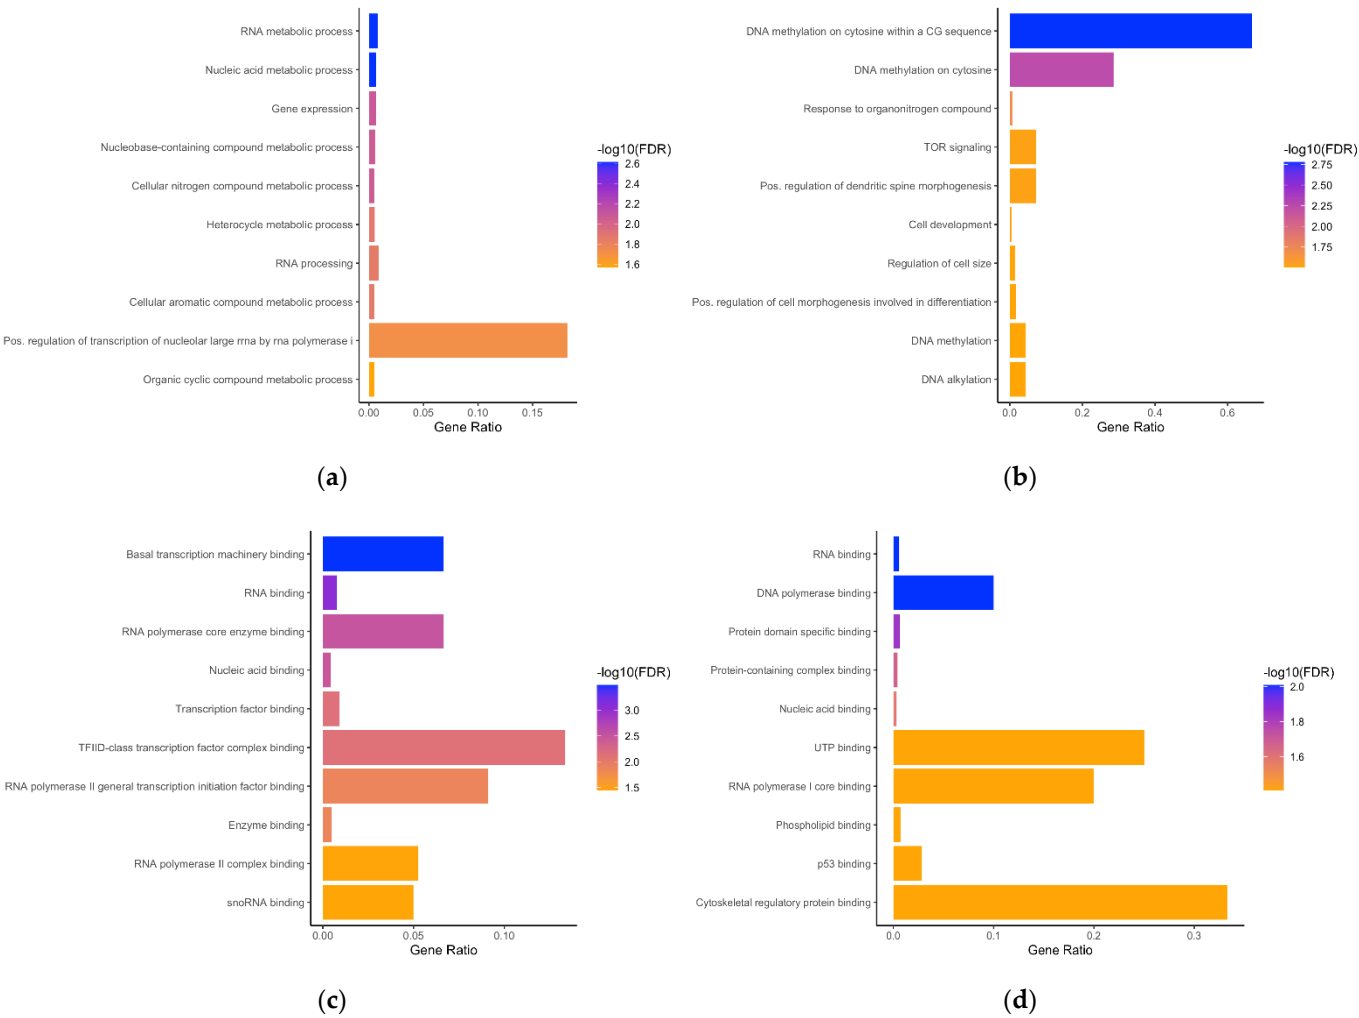 RNA metabolic process
Nucleic acid metabolic process
Gene expression
Nucleobase-containing compound metabolic process
Cellular nitrogen compound metabolic process
Heterocycle metabolic process
RNA processing
Cellular aromatic compound metabolic process
Pos. regulation of transcription of nucleolar large rrna by rna polymerase i
Organic cyclic compound metabolic process
0.00 0.05 0.10 0.15
Gene Ratio
-log10(FDR)
2.6
2.4
2.2
2.0
1.8
1.6
(a)
DNA methylation on cytosine within a CG sequence
DNA methylation on cytosine
Response to organonitrogen compound
TOR signaling
Pos. regulation of dendritic spine morphogenesis
Cell development
Regulation of cell size
Pos. regulation of cell morphogenesis involved in differentiation
DNA methylation
DNA alkylation
0.0 0.2 0.4 0.6
Gene Ratio
-log10(FDR)
2.75
2.50
2.25
2.00
1.75
(b)
Basal transcription machinery binding
RNA binding
RNA polymerase core enzyme binding
Nucleic acid binding
Transcription factor binding
TFIID-class transcription factor complex binding
RNA polymerase II general transcription initiation factor binding
Enzyme binding
RNA polymerase II complex binding
snoRNA binding
0.00 0.05 0.10
Gene Ratio
-log10(FDR)
3.0
2.5
2.0
1.5
(c)
RNA binding
DNA polymerase binding
Protein domain specific binding
Protein-containing complex binding
Nucleic acid binding
UTP binding
RNA polymerase I core binding
Phospholipid binding
p53 binding
Cytoskeletal regulatory protein binding
0.0 0.1 0.2 0.3
Gene Ratio
-log10(FDR)
2.0
1.8
1.6
(d)